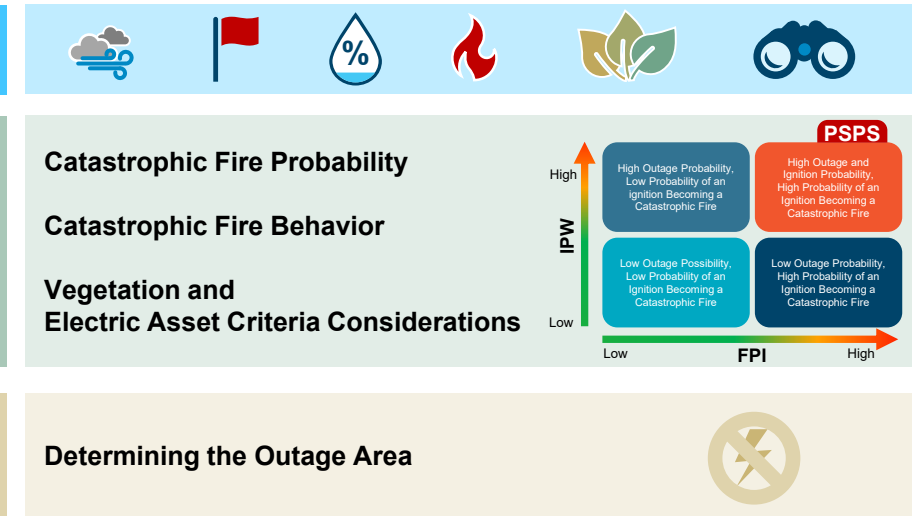 %
Catastrophic Fire Probability
Catastrophic Fire Behavior
Vegetation and
Electric Asset Criteria Considerations
PSPS
High
IPW
Low
High Outage Probability,
Low Probability of an
ignition Becoming a
Catastrophic Fire
High Outage and
Ignition Probability,
High Probability of an
Ignition Becoming a
Catastrophic Fire
Low Outage Possibility,
Low Probability of an
Ignition Becoming a
Catastrophic Fire
Low Outage Probability,
High Probability of an
Ignition Becoming a
Catastrophic Fire
Low
FPI
High
Determining the Outage Area